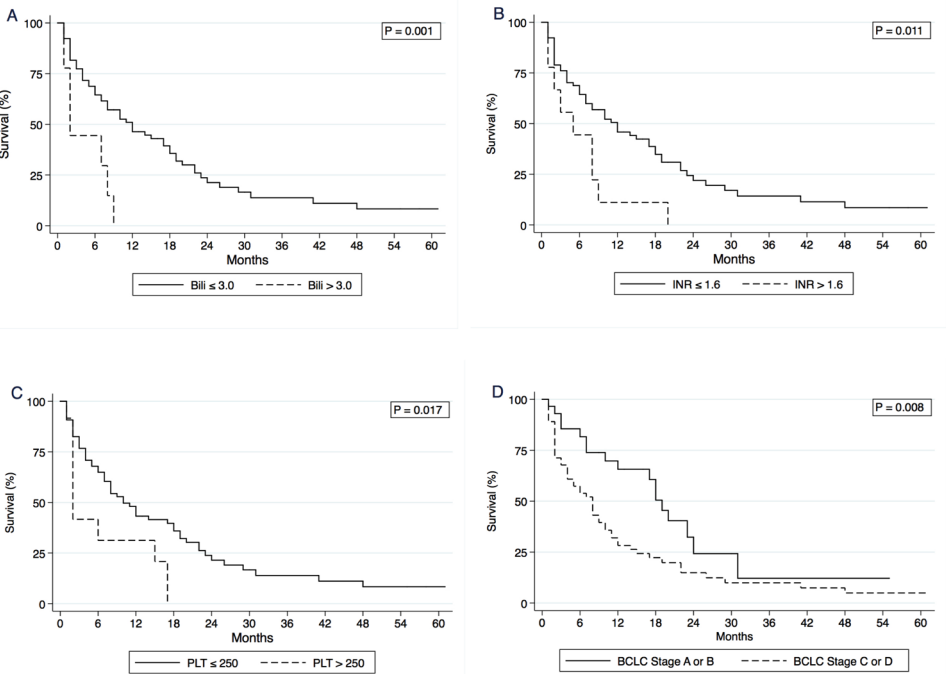 A
P = 0.001
Survival (%)
100
75
50
25
0
0 6 12 18 24 30 36 42 48 54 60
Months
Bili ≤ 3.0 Bili > 3.0
B
P = 0.011
Survival (%)
100
75
50
25
0
0 6 12 18 24 30 36 42 48 54 60
Months
INR ≤ 1.6 INR > 1.6
C
P = 0.017
Survival (%)
100
75
50
25
0
0 6 12 18 24 30 36 42 48 54 60
Months
PLT ≤ 250 PLT > 250
D
P = 0.008
Survival (%)
100
75
50
25
0
0 6 12 18 24 30 36 42 48 54 60
Months
BCLC Stage A or B BCLC Stage C or D